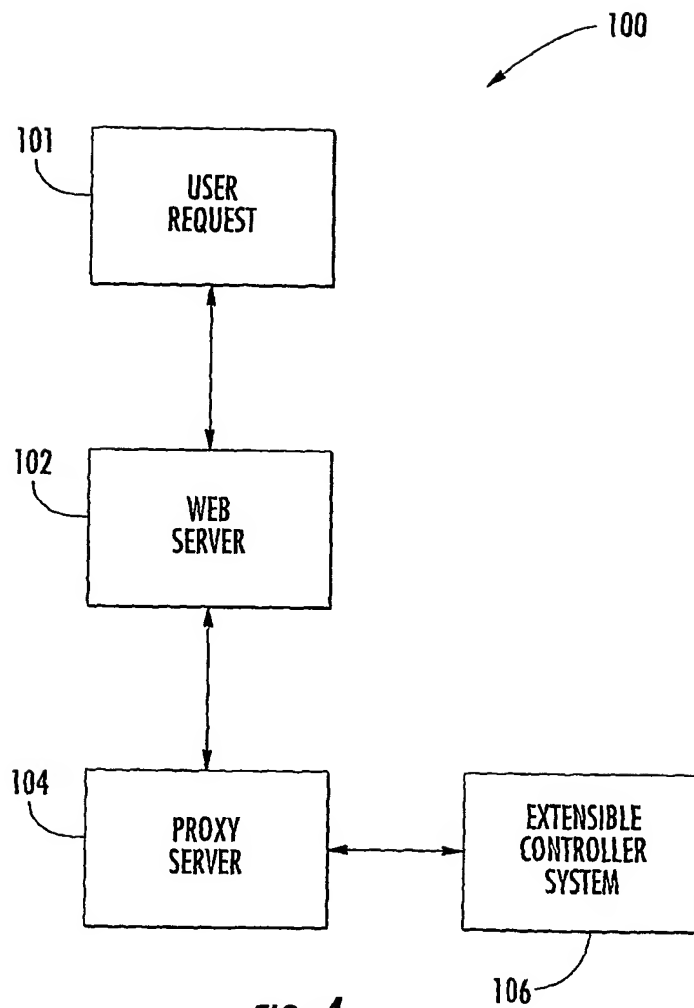 100
101
USER
REQUEST
102
WEB
SERVER
104
PROXY
SERVER
EXTENSIBLE
CONTROLLER
SYSTEM
106